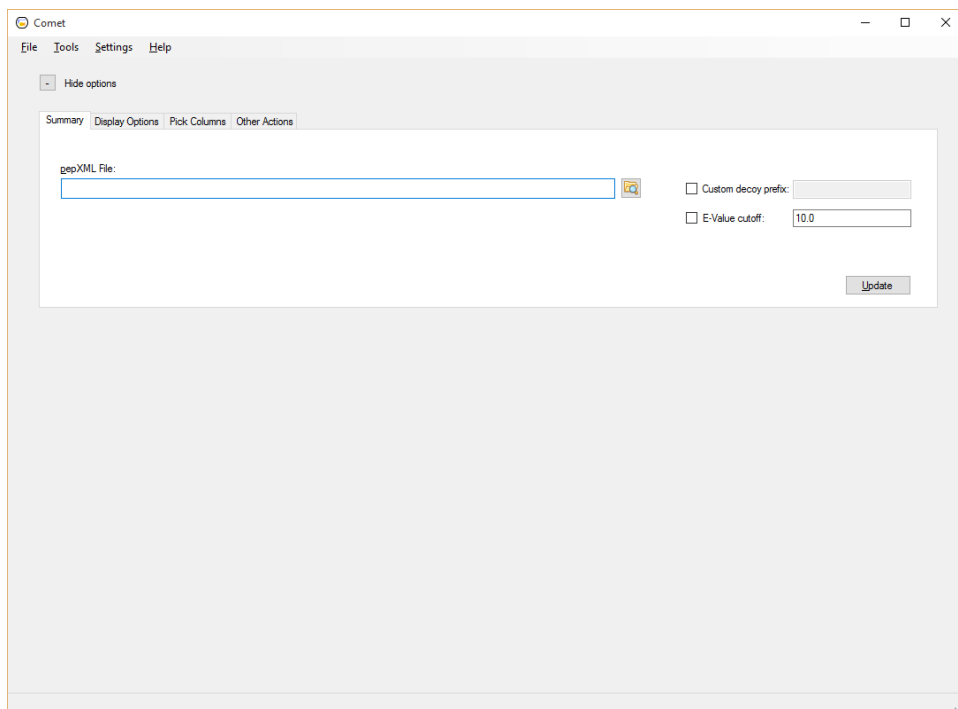 Comet
File Tools Settings Help
- Hide options
Summary Display Options Pick Columns Other Actions
pepXML File:
Custom decoy prefix:
E-Value cutoff: 10.0
Update